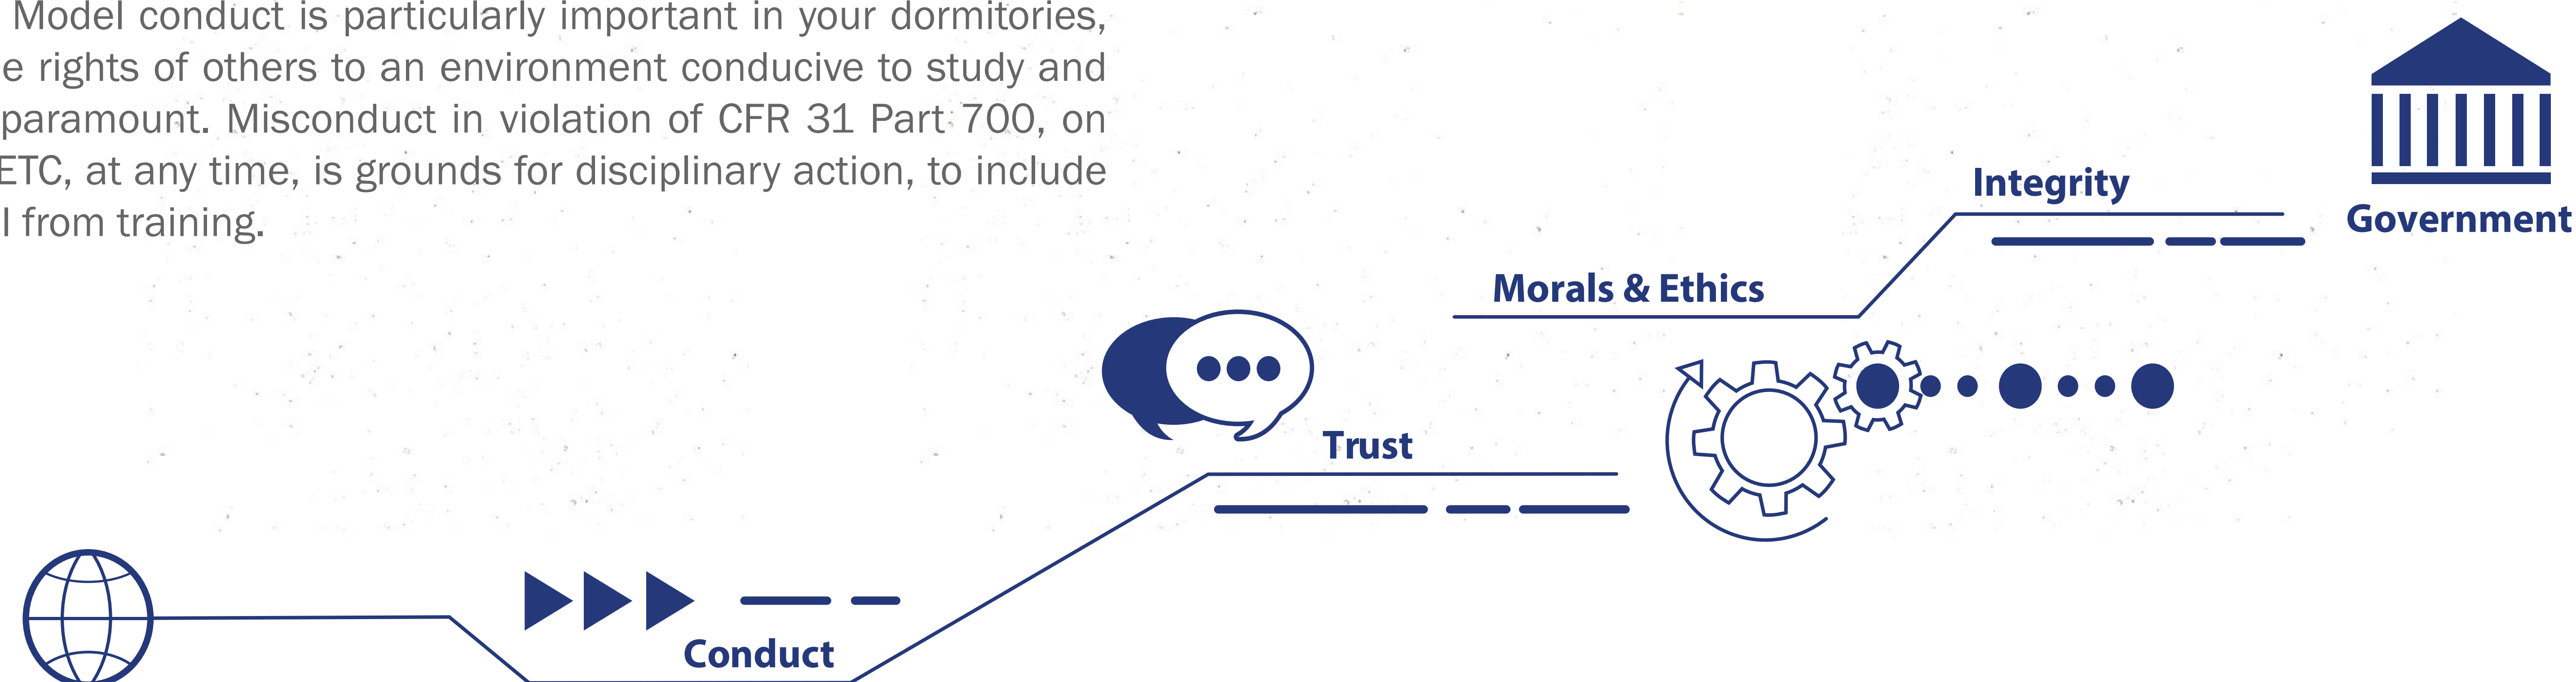 Model conduct is particularly important in your dormitories,
e rights of others to an environment conducive to study and
paramount. Misconduct in violation of CFR 31 Part 700, on
ETC, at any time, is grounds for disciplinary action, to include
l from training.
Integrity
Government
Morals & Ethics
Trust
Conduct